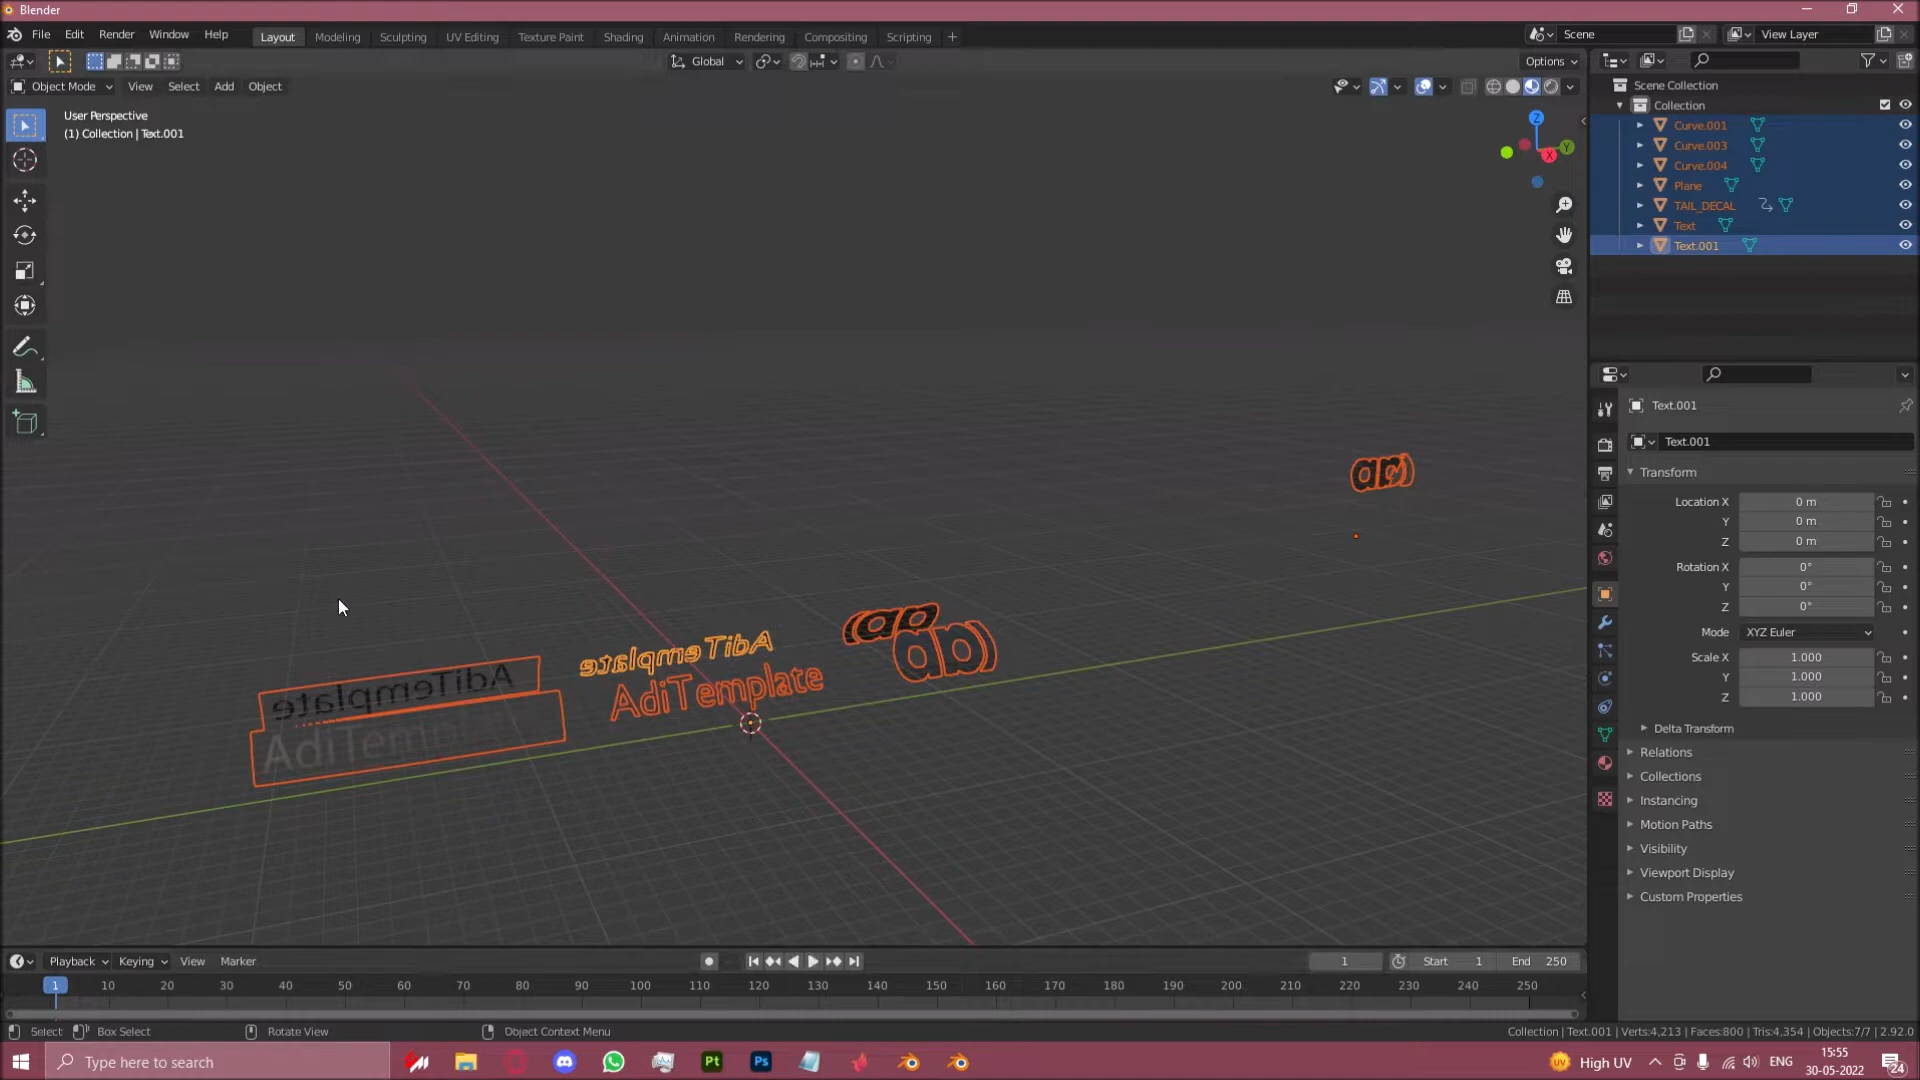 Blender
File Edit Render Window Help
Layout Modeling Sculpting UV Editing Texture Paint Shading Animation Rendering Compositing Scripting +
Scene
View Layer
Global
Options
Object Mode View Select Add Object
User Perspective
(1) Collection | Text.001
Z
Y
X
Scene Collection
Collection
Curve.001
Curve.003
Curve.004
Plane
TAIL_DECAL
Text
Text.001
Text.001
Text.001
Transform
Location X 0 m
Y 0 m
Z 0 m
Rotation X 0°
Y 0°
Z 0°
Mode XYZ Euler
Scale X 1.000
Y 1.000
Z 1.000
Delta Transform
Relations
Collections
Instancing
Motion Paths
Visibility
Viewport Display
Custom Properties
AdiTemplate
AdiTemplate
AdiTemplate
Playback Keying View Marker
1
Start 1
End 250
1 10 20 30 40 50 60 70 80 90 100 110 120 130 140 150 160 170 180 190 200 210 220 230 240 250
Select Box Select Rotate View Object Context Menu
Collection | Text.001 | Verts:4,213 | Faces:800 | Tris:4,354 | Objects:7/7 | 2.92.0
Type here to search
Pt
Ps
UV
High UV
ENG
15:55
30-05-2022
24